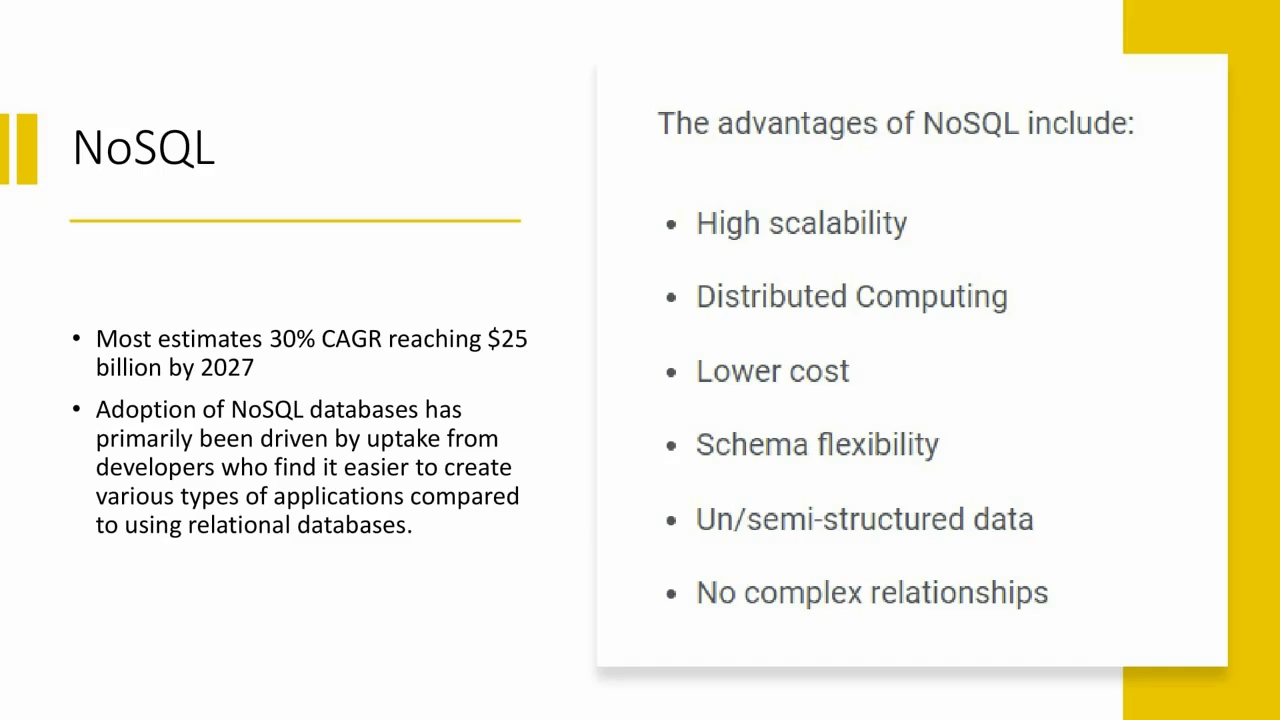 NoSQL
• Most estimates 30% CAGR reaching $25
billion by 2027
• Adoption of NoSQL databases has
primarily been driven by uptake from
developers who find it easier to create
various types of applications compared
to using relational databases.
The advantages of NoSQL include:
• High scalability
• Distributed Computing
• Lower cost
• Schema flexibility
• Un/semi-structured data
• No complex relationships